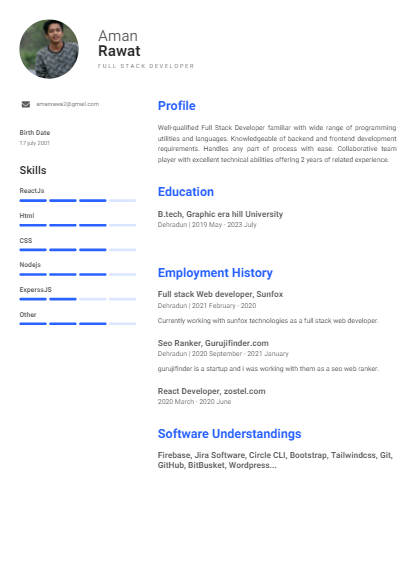 Aman
Rawat
FULL STACK DEVELOPER
amanrawa2@gmail.com
Birth Date
17 july 2001
Skills
ReactJs
Html
CSS
Nodejs
ExperssJS
Other
Profile
Well-qualified Full Stack Developer familiar with wide range of programming
utilities and languages. Knowledgeable of backend and frontend development
requirements. Handles any part of process with ease. Collaborative team
player with excellent technical abilities offering 2 years of related experience.
Education
B.tech, Graphic era hill University
Dehradun | 2019 May - 2023 July
Employment History
Full stack Web developer, Sunfox
Dehradun | 2021 February - 2020
Currently working with sunfox technologies as a full stack web developer.
Seo Ranker, Gurujifinder.com
Dehradun | 2020 September - 2021 January
gurujifinder is a startup and i was working with them as a seo web ranker.
React Developer, zostel.com
2020 March - 2020 June
Software Understandings
Firebase, Jira Software, Circle CLI, Bootstrap, Tailwindcss, Git,
GitHub, BitBusket, Wordpress...